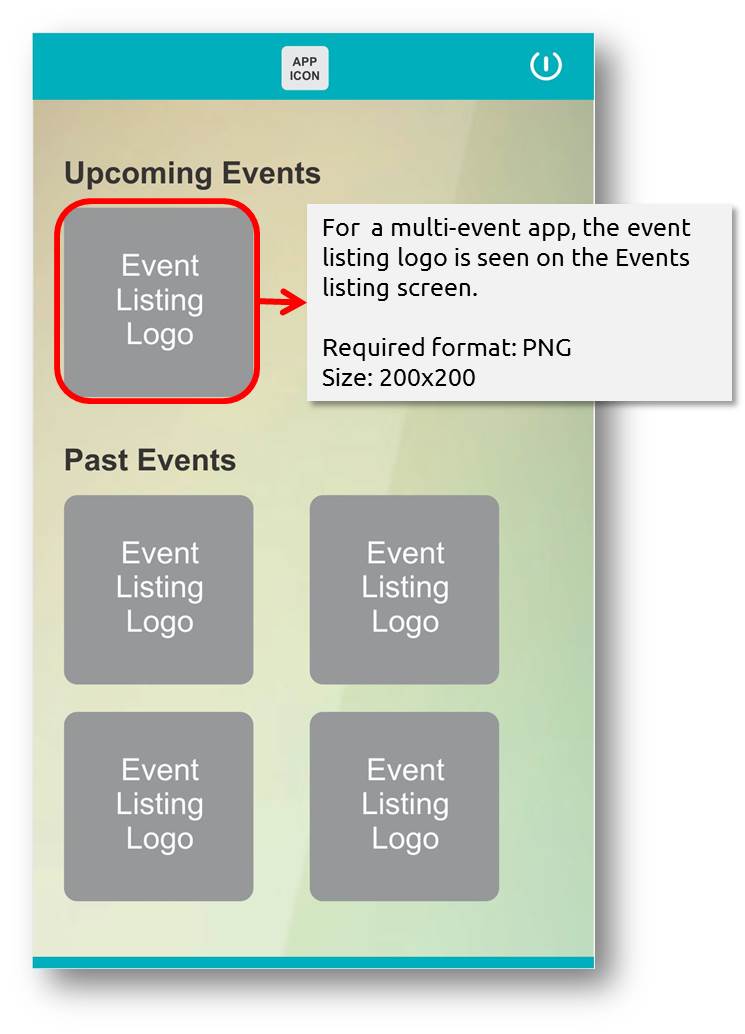 APP
ICON
Upcoming Events
Event
Listing
Logo
For a multi-event app, the event
listing logo is seen on the Events
listing screen.
Required format: PNG
Size: 200x200
Past Events
Event
Listing
Logo
Event
Listing
Logo
Event
Listing
Logo
Event
Listing
Logo